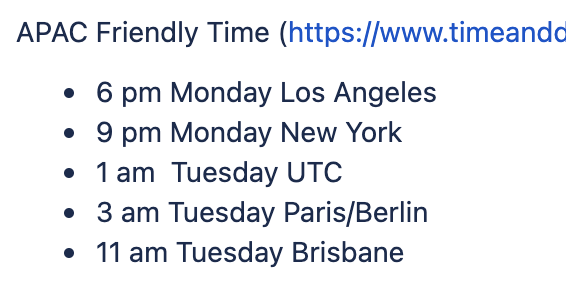 APAC Friendly Time (https://www.timeandd
• 6 pm Monday Los Angeles
• 9 pm Monday New York
• 1 am  Tuesday UTC
• 3 am Tuesday Paris/Berlin
• 11 am Tuesday Brisbane